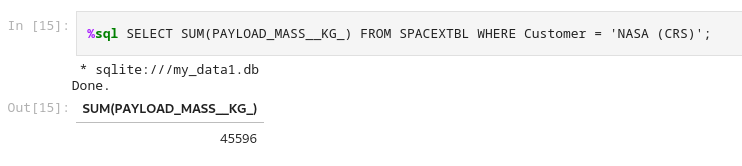 In [15]: %sql SELECT SUM(PAYLOAD_MASS__KG_) FROM SPACEXTBL WHERE Customer = 'NASA (CRS)';
* sqlite:///my_data1.db
Done.
Out[15]: SUM(PAYLOAD_MASS__KG_)
45596